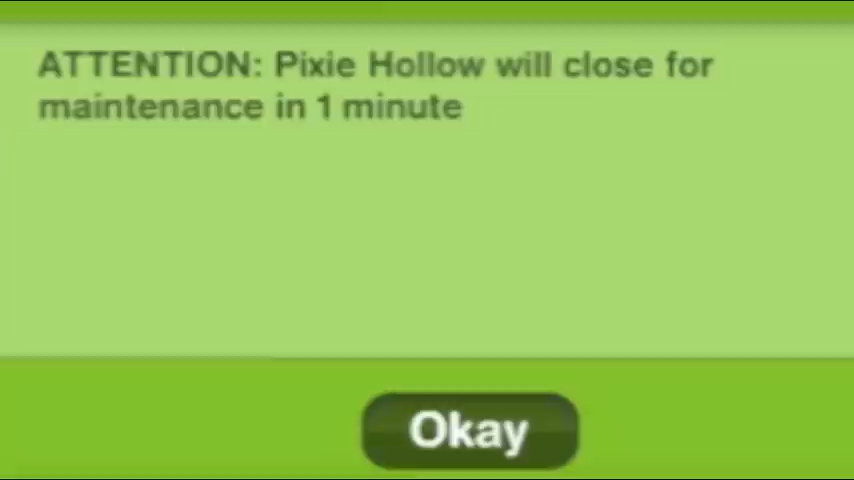 ATTENTION: Pixie Hollow will close for
maintenance in 1 minute
Okay